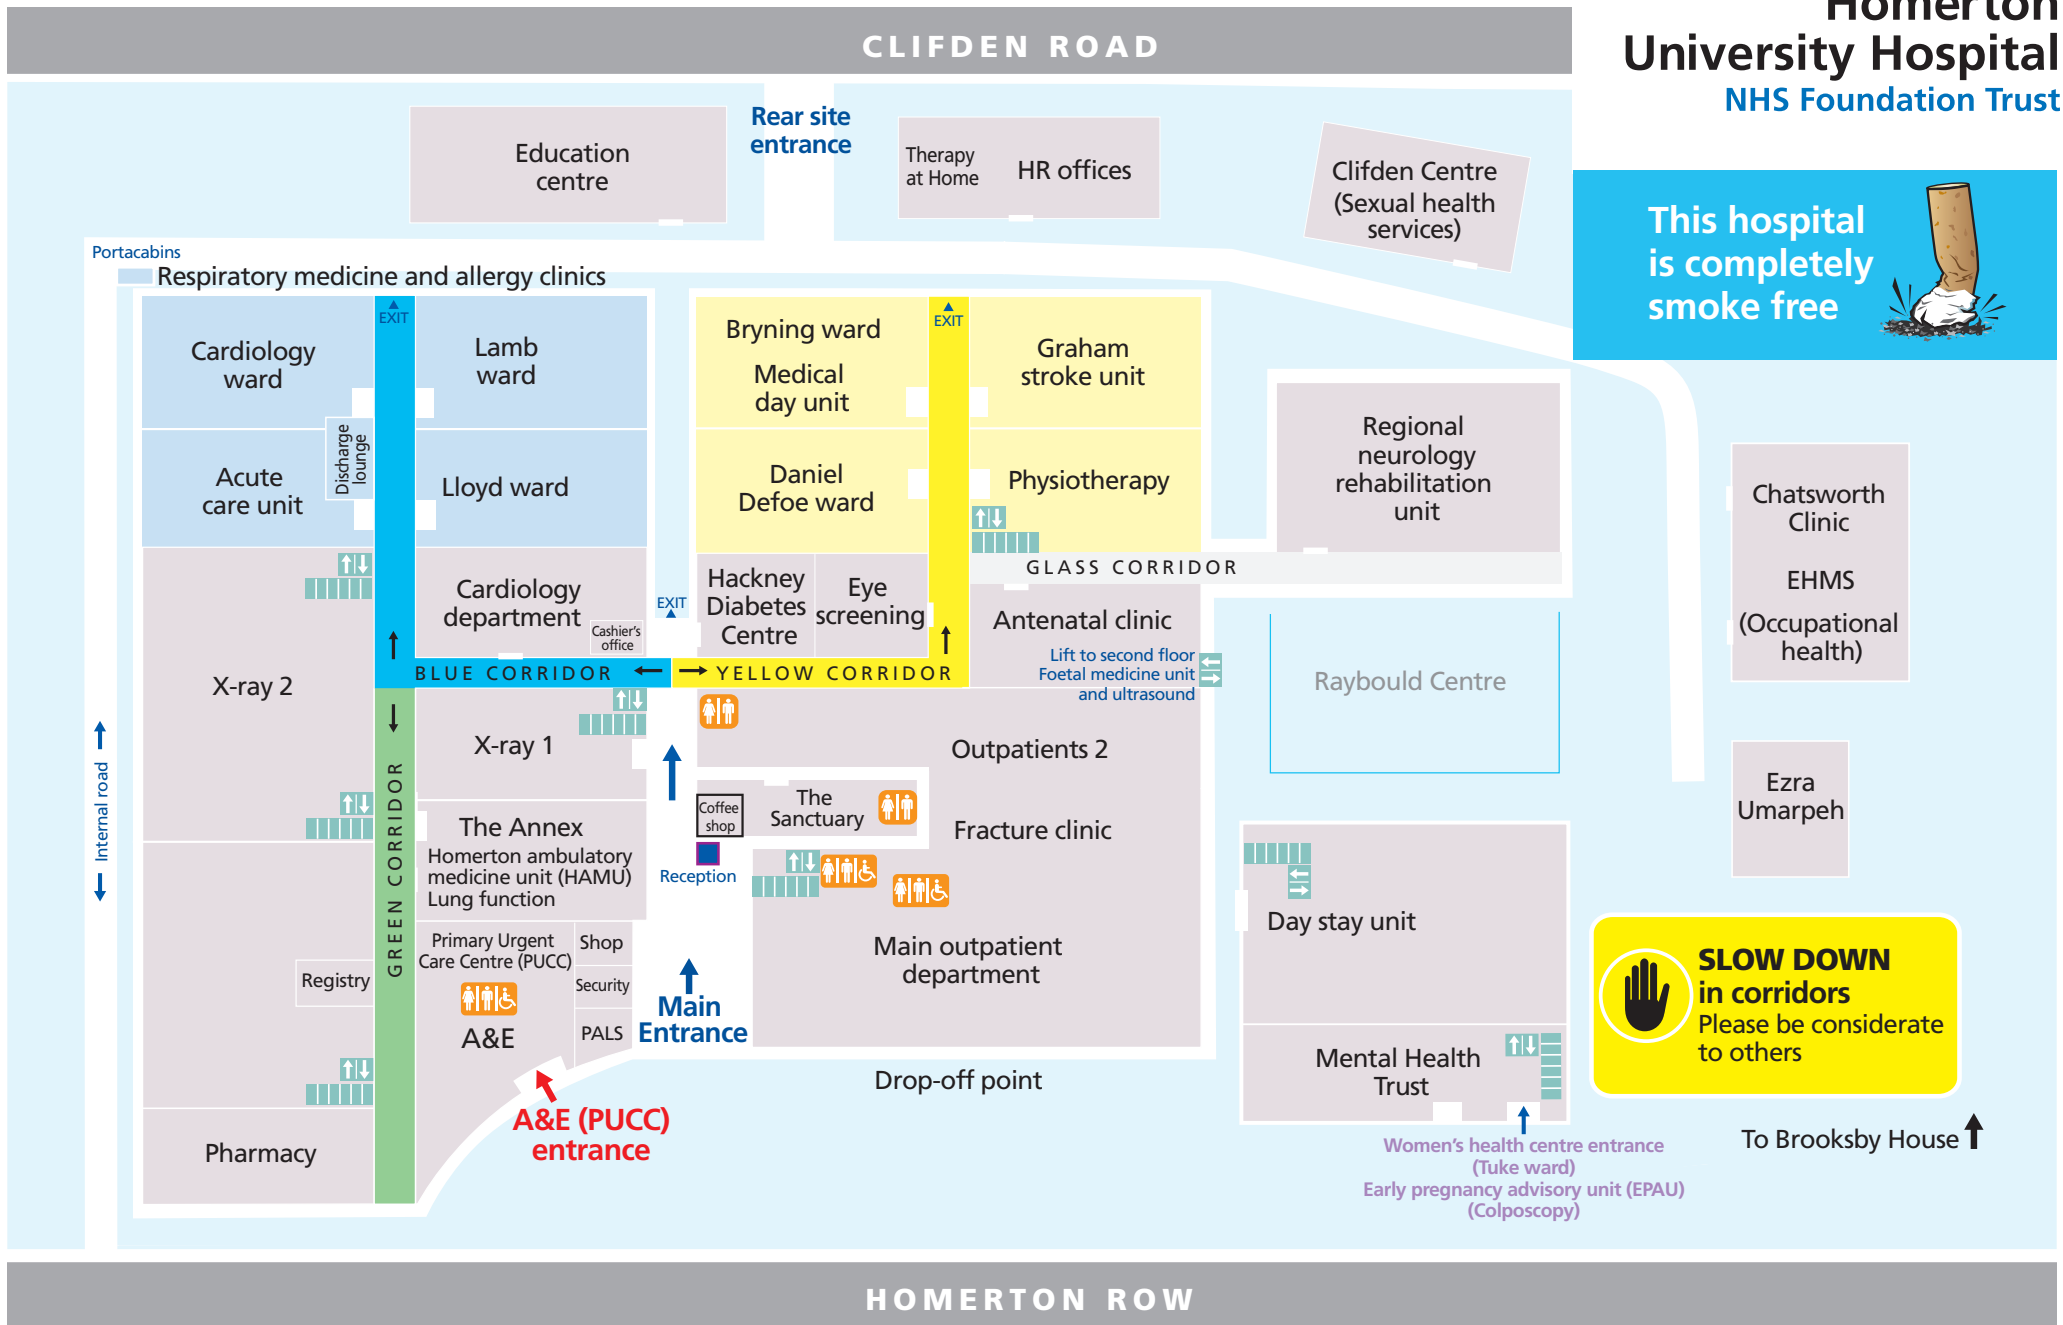 CLIFDEN ROAD
Homerton
University Hospital
NHS Foundation Trust
Rear site
entrance
Education
centre
Therapy
at Home
HR offices
Clifden Centre
(Sexual health
services)
This hospital
is completely
smoke free
Portacabins
Respiratory medicine and allergy clinics
EXIT
EXIT
Cardiology
ward
Lamb
ward
Bryning ward
Medical
day unit
Graham
stroke unit
Discharge
lounge
Acute
care unit
Lloyd ward
Daniel
Defoe ward
Physiotherapy
Regional
neurology
rehabilitation
unit
Chatsworth
Clinic
EHMS
(Occupational
health)
GLASS CORRIDOR
Cardiology
department
Cashier's
office
EXIT
Hackney
Diabetes
Centre
Eye
screening
Antenatal clinic
Lift to second floor
Foetal medicine unit
and ultrasound
BLUE CORRIDOR
YELLOW CORRIDOR
X-ray 2
Raybould Centre
X-ray 1
Outpatients 2
Internal road
GREEN CORRIDOR
Coffee
shop
The
Sanctuary
Fracture clinic
Ezra
Umarpeh
The Annex
Homerton ambulatory
medicine unit (HAMU)
Lung function
Reception
Day stay unit
Primary Urgent
Care Centre (PUCC)
Shop
Security
PALS
A&E
Registry
Main
Entrance
Main outpatient
department
SLOW DOWN
in corridors
Please be considerate
to others
Mental Health
Trust
Drop-off point
A&E (PUCC)
entrance
Pharmacy
Women's health centre entrance
(Tuke ward)
Early pregnancy advisory unit (EPAU)
(Colposcopy)
To Brooksby House
HOMERTON ROW